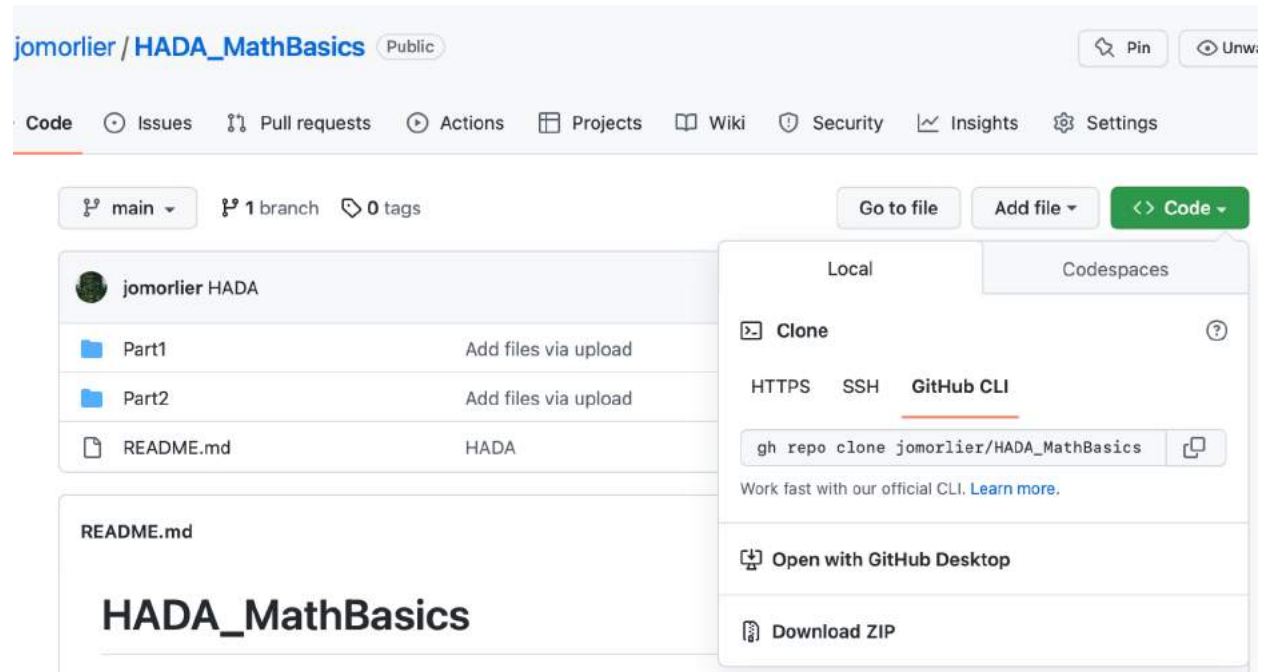 jomorlier / HADA_MathBasics Public Pin Unwa
Code Issues Pull requests Actions Projects Wiki Security Insights Settings
main 1 branch 0 tags Go to file Add file <> Code
jomorlier HADA
Part1 Add files via upload
Part2 Add files via upload
README.md HADA
Local Codespaces
Clone
HTTPS SSH GitHub CLI
gh repo clone jomorlier/HADA_MathBasics
Work fast with our official CLI. Learn more.
Open with GitHub Desktop
Download ZIP
README.md
HADA_MathBasics